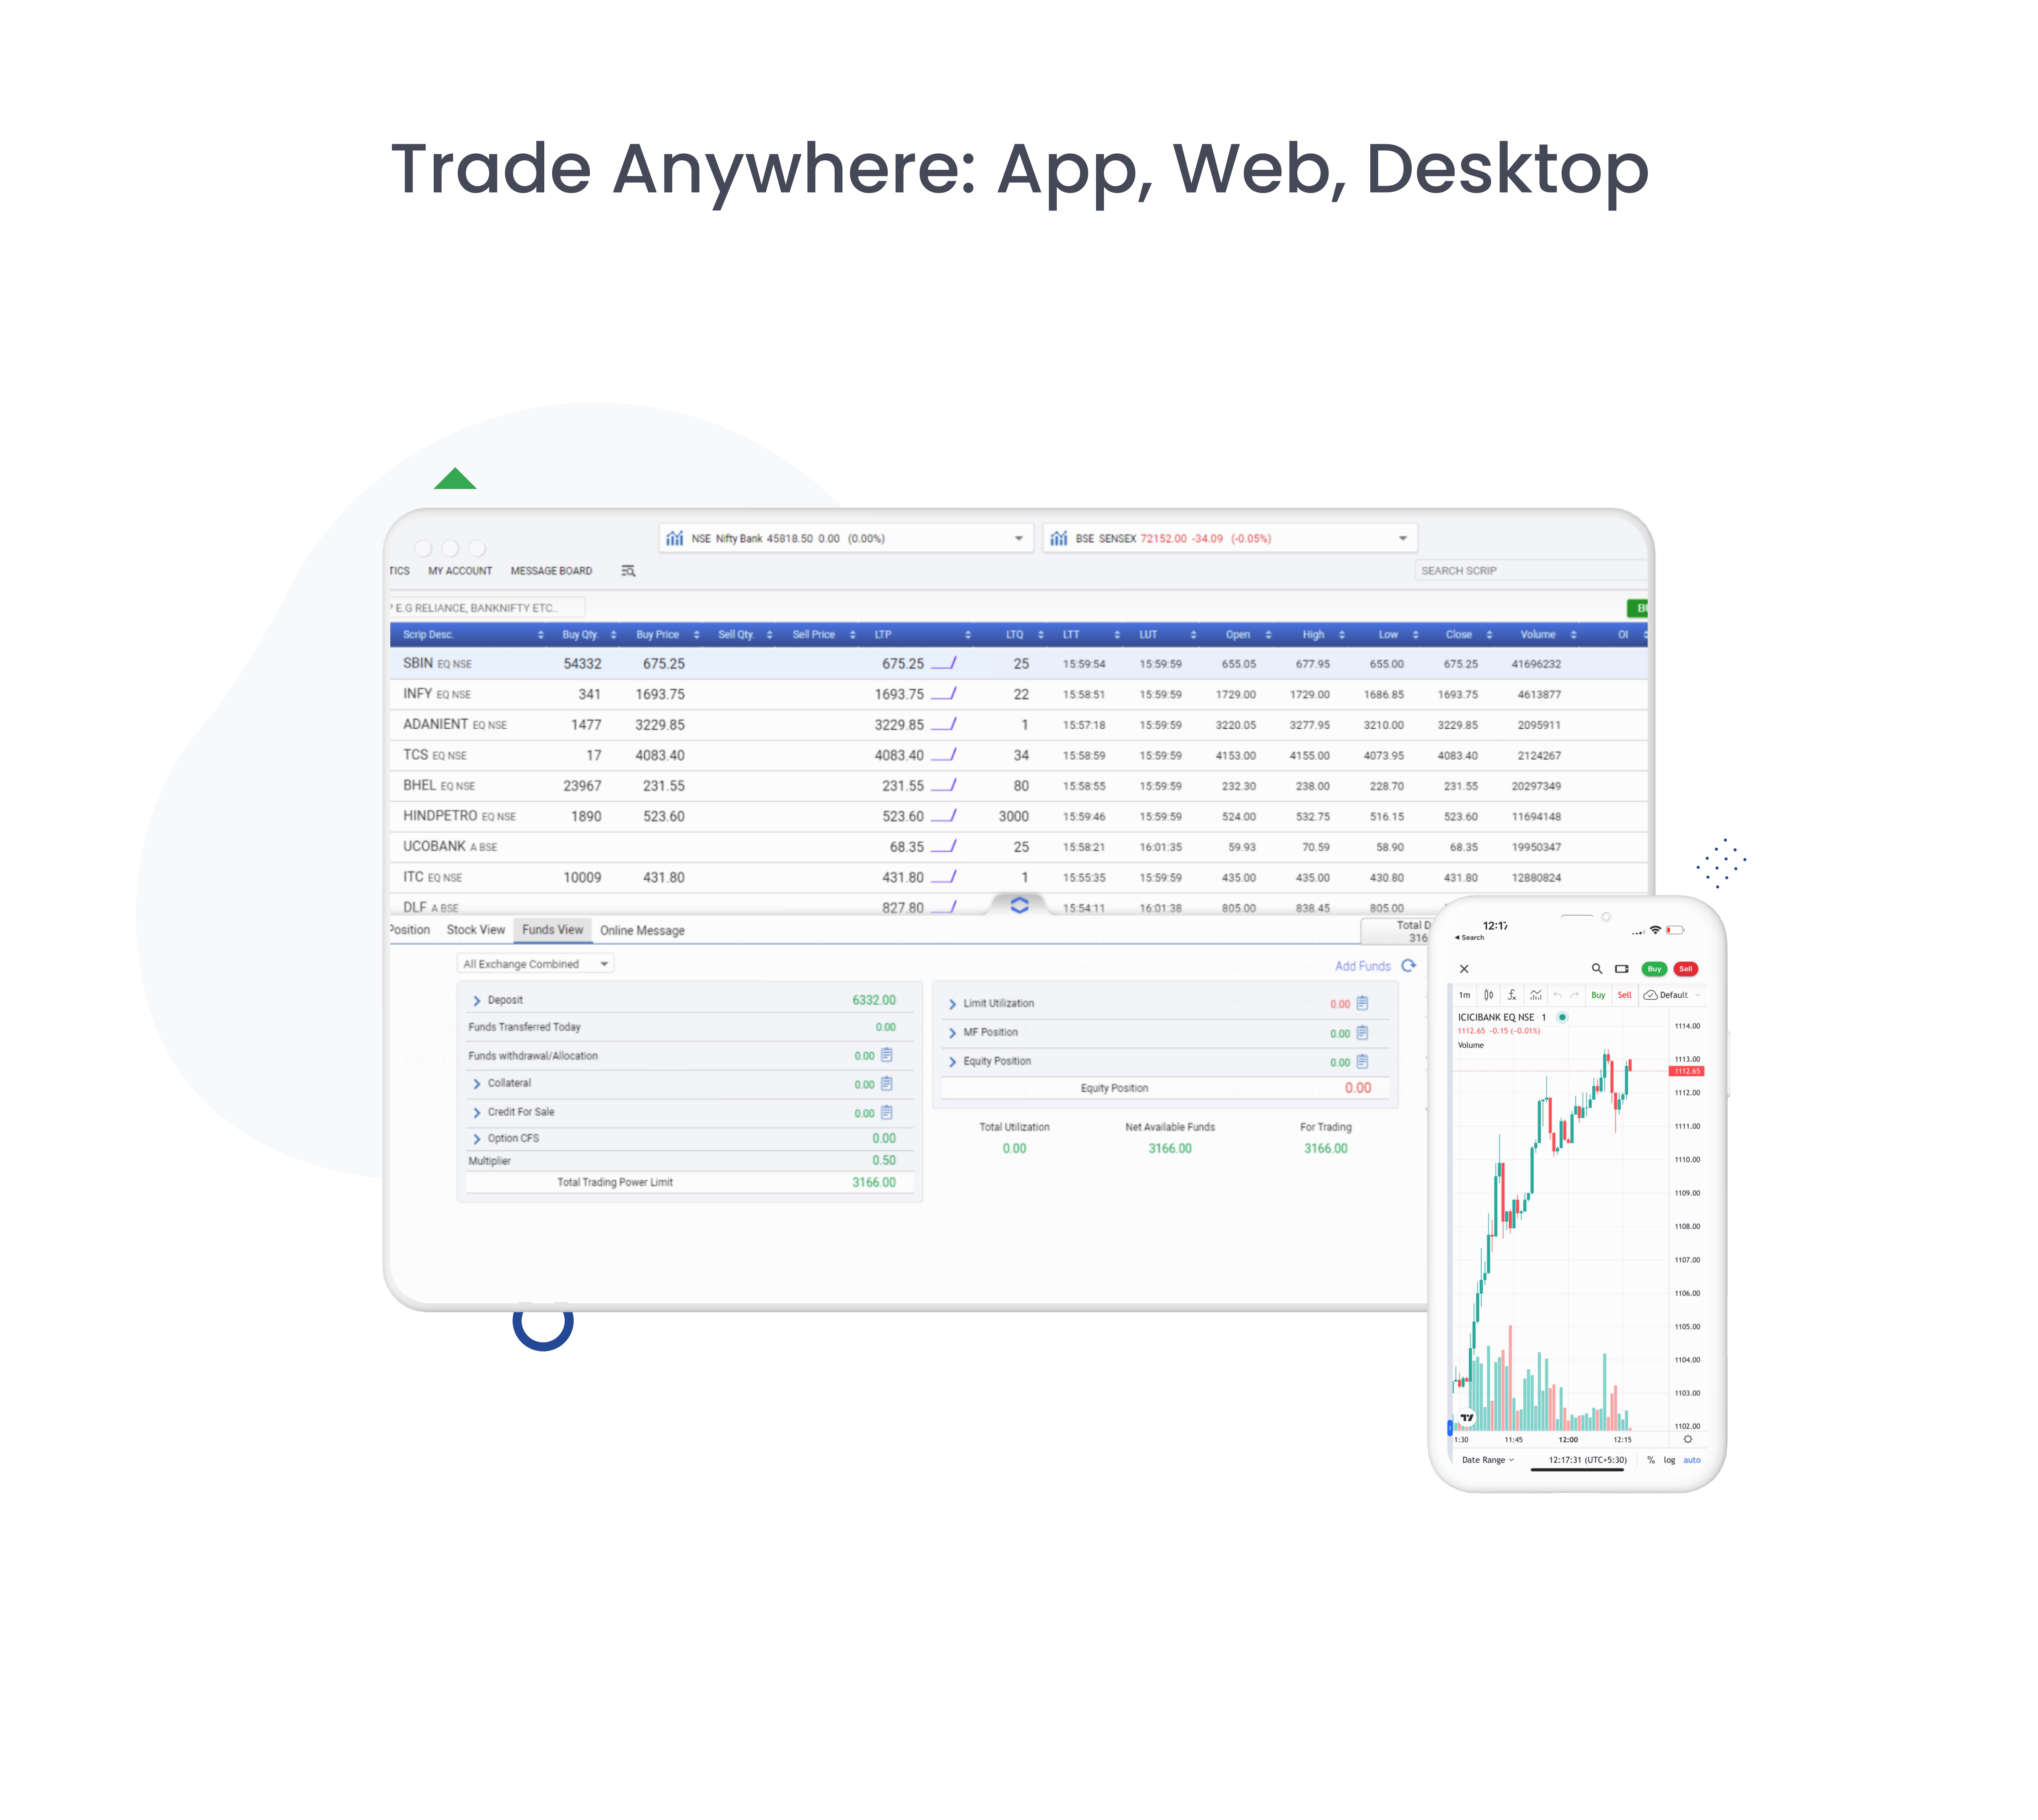 Trade Anywhere: App, Web, Desktop
NSE Nifty Bank 45818.50 0.00 (0.00%)
BSE SENSEX 72152.00 -34.09 (-0.05%)
MY ACCOUNT MESSAGE BOARD
SEARCH SCRIP
E.G RELIANCE, BANKNIFTY ETC..
Scrip Desc. Buy Qty. Buy Price Sell Qty. Sell Price LTP LTQ LTT LUT Open High Low Close Volume OI
SBIN EQ NSE 54332 675.25 675.25 25 15:59:54 15:59:59 655.05 677.95 655.00 675.25 41696232
INFY EQ NSE 341 1693.75 1693.75 22 15:58:51 15:59:59 1729.00 1729.00 1686.85 1693.75 4613877
ADANIENT EQ NSE 1477 3229.85 3229.85 1 15:57:18 15:59:59 3220.05 3277.95 3210.00 3229.85 2095911
TCS EQ NSE 17 4083.40 4083.40 34 15:58:59 15:59:59 4153.00 4155.00 4073.95 4083.40 2124267
BHEL EQ NSE 23967 231.55 231.55 80 15:58:55 15:59:59 232.30 238.00 228.70 231.55 20297349
HINDPETRO EQ NSE 1890 523.60 523.60 3000 15:59:46 15:59:59 524.00 532.75 516.15 523.60 11694148
UCOBANK A BSE 68.35 25 15:58:21 16:01:35 59.93 70.59 58.90 68.35 19950347
ITC EQ NSE 10009 431.80 431.80 1 15:55:35 15:59:59 435.00 435.00 430.80 431.80 12880824
DLF A BSE 827.80 15:54:11 16:01:38 805.00 838.45 805.00
Position Stock View Funds View Online Message
Total D
316
All Exchange Combined
Add Funds
Deposit 6332.00
Funds Transferred Today 0.00
Funds withdrawal/Allocation 0.00
Collateral 0.00
Credit For Sale 0.00
Option CFS 0.00
Multiplier 0.50
Total Trading Power Limit 3166.00
Limit Utilization 0.00
MF Position 0.00
Equity Position 0.00
Equity Position 0.00
Total Utilization Net Available Funds For Trading
0.00 3166.00 3166.00
12:17
Search
Buy Sell
1m Buy Sell Default
ICICIBANK EQ NSE · 1
1112.65 -0.15 (-0.01%)
Volume
1114.00
1113.00
1112.65
1112.00
1111.00
1110.00
1109.00
1108.00
1107.00
1106.00
1105.00
1104.00
1103.00
1102.00
1:30 11:45 12:00 12:15
Date Range 12:17:31 (UTC+5:30) % log auto